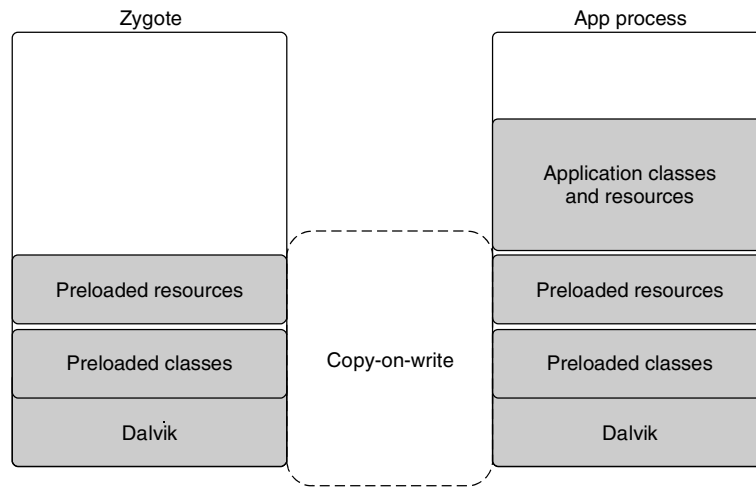 Zygote
App process
Application classes
and resources
Preloaded resources
Preloaded resources
Preloaded classes
Copy-on-write
Preloaded classes
Dalvik
Dalvik